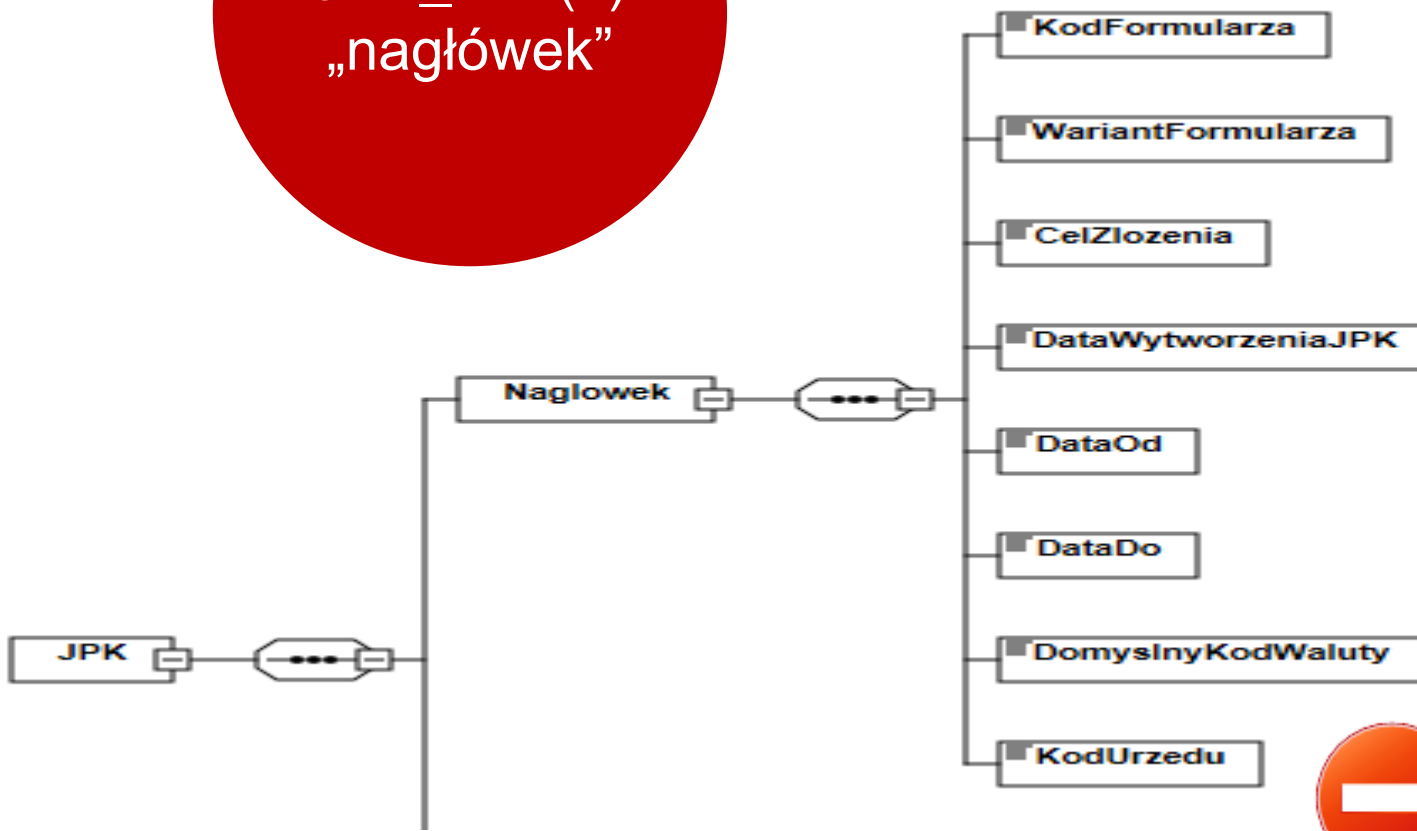 „nagłówek”
KodFormularza
WariantFormularza
CelZlozenia
DataWytworzeniaJPK
Naglowek
DataOd
DataDo
JPK
DomyslnyKodWaluty
KodUrzedu